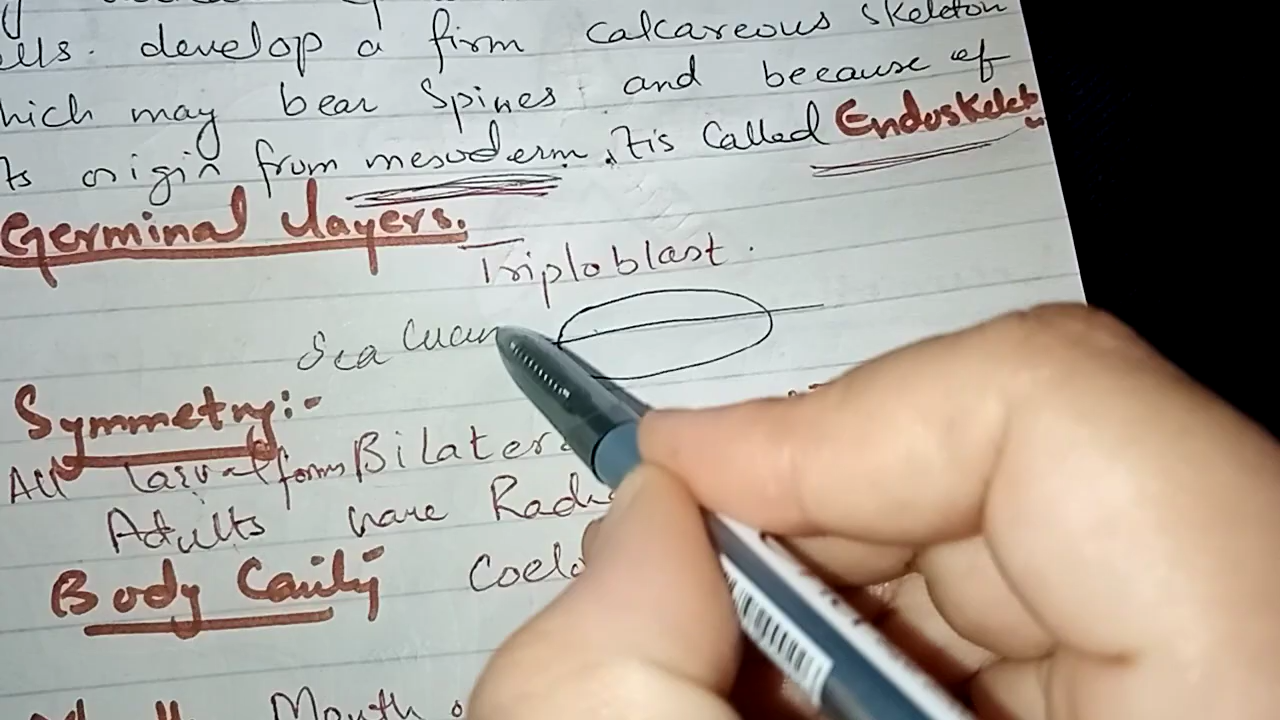 develop a firm calcareous skeleton
hich may bear Spines and because of
ts origin from mesoderm. It is Called Endoskelet
Germinal layers.
Triploblast.
Sea Cucum
Symmetry:-
All larval forms Bilater
Adults have Radi
Body Cavity Coelo
Mouth